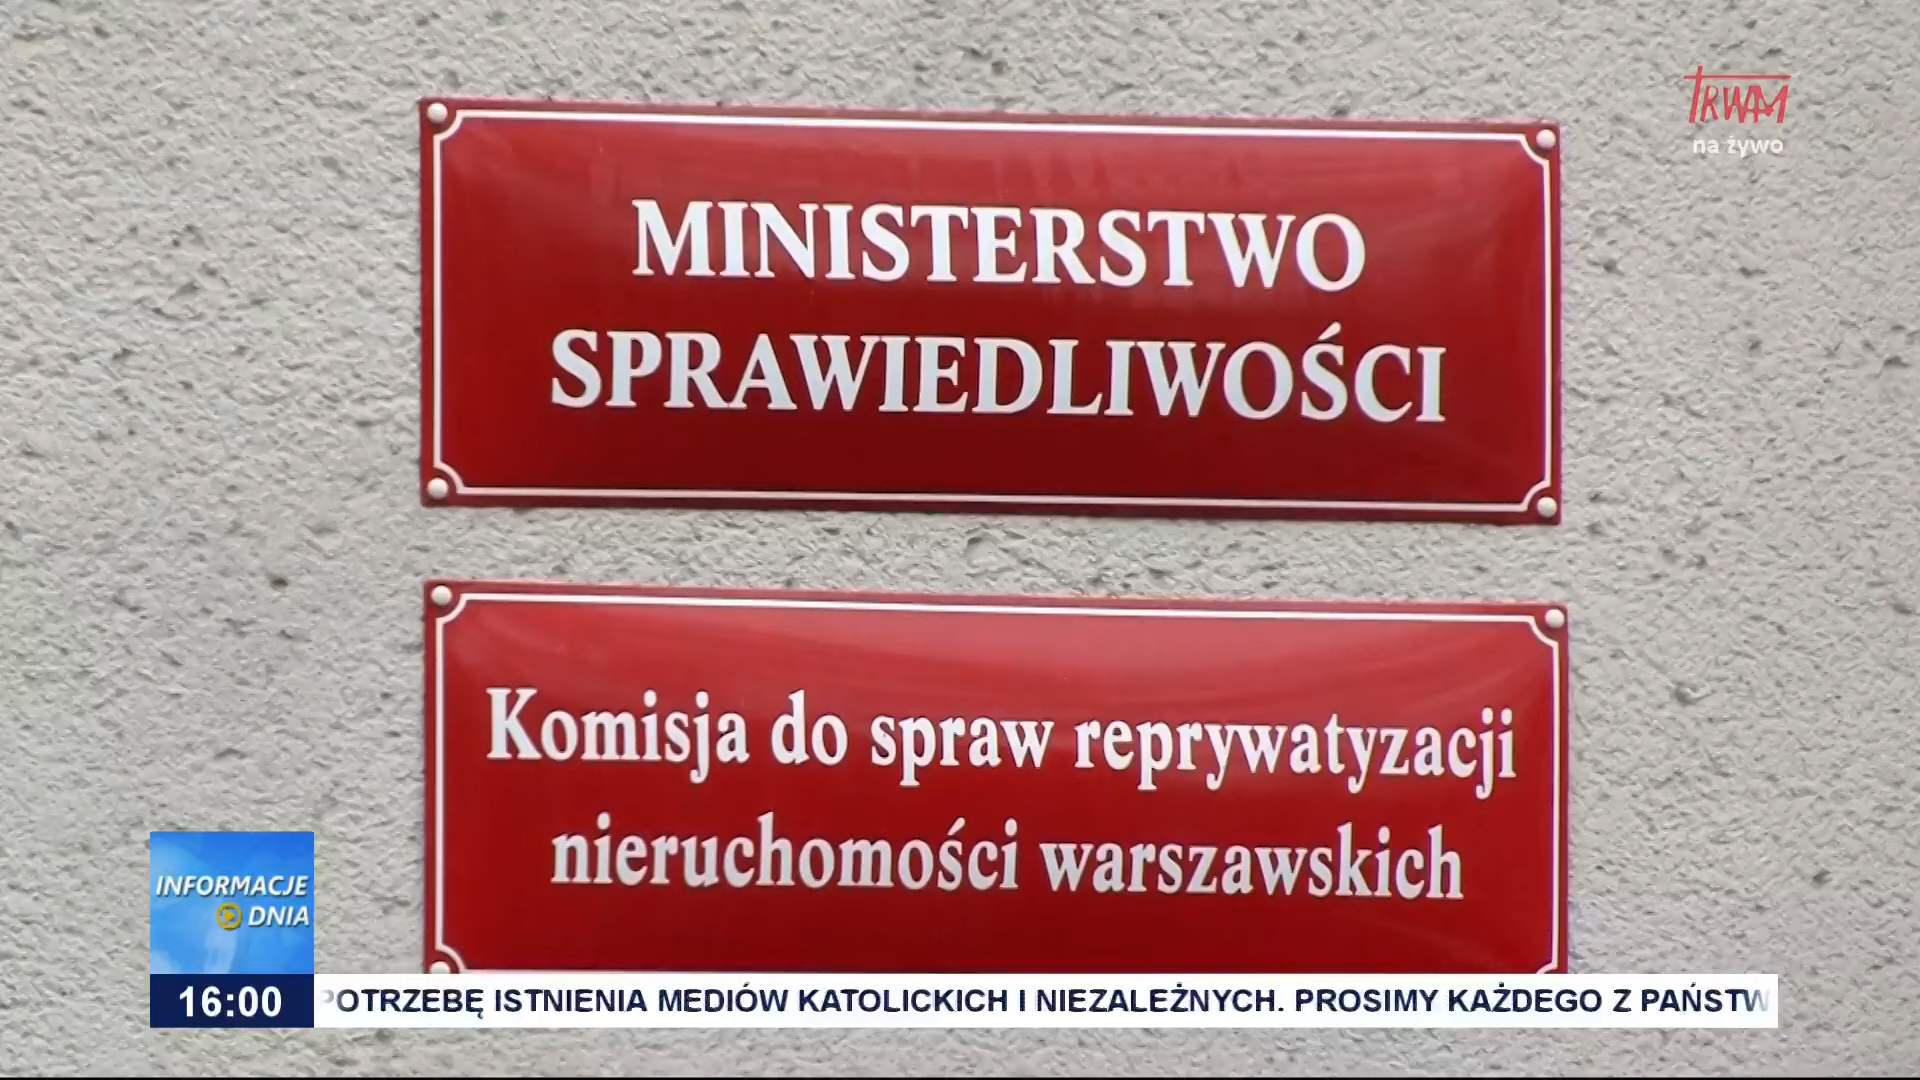 TRWAM
na żywo
MINISTERSTWO
SPRAWIEDLIWOŚCI
Komisja do spraw reprywatyzacji
nieruchomości warszawskich
INFORMACJE
DNIA
16:00
POTRZEBĘ ISTNIENIA MEDIÓW KATOLICKICH I NIEZALEŻNYCH. PROSIMY KAŻDEGO Z PAŃSTW